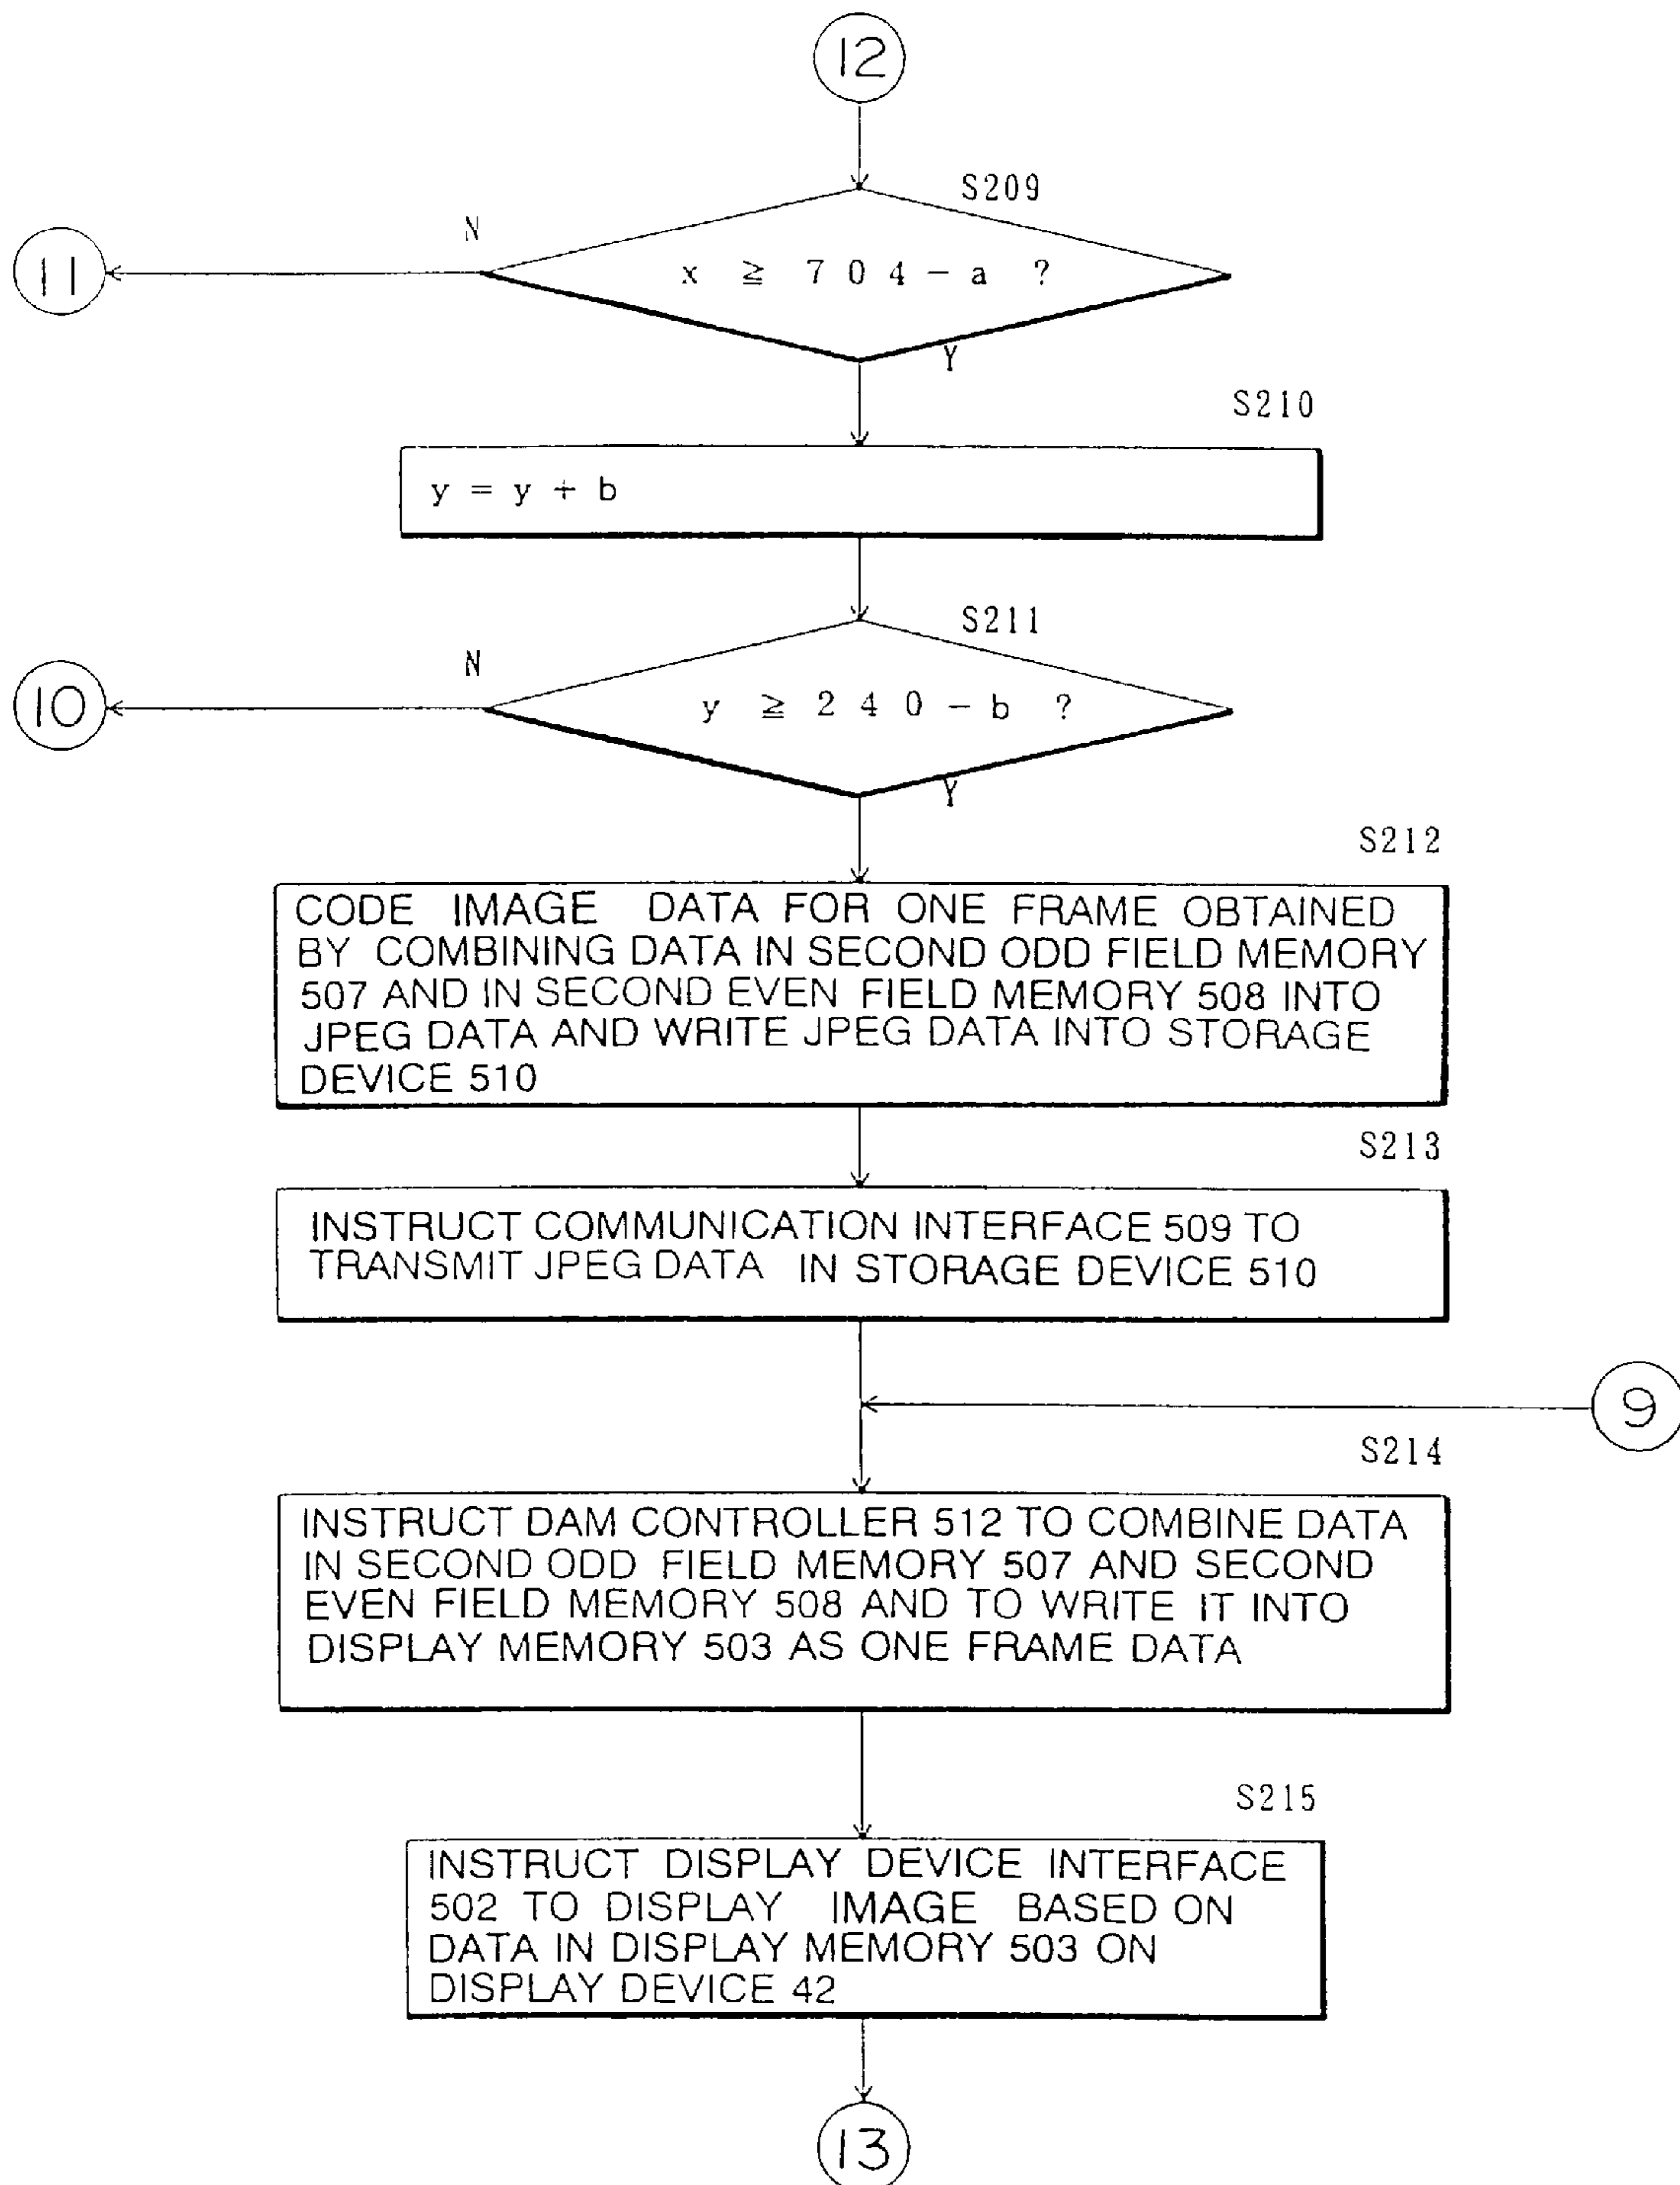 12
S209
N
11
x ≧ 704-a ?
Y
S210
y = y + b
S211
N
10
y ≧ 240-b ?
Y
S212
CODE IMAGE DATA FOR ONE FRAME OBTAINED
BY COMBINING DATA IN SECOND ODD FIELD MEMORY
507 AND IN SECOND EVEN FIELD MEMORY 508 INTO
JPEG DATA AND WRITE JPEG DATA INTO STORAGE
DEVICE 510
S213
INSTRUCT COMMUNICATION INTERFACE 509 TO
TRANSMIT JPEG DATA IN STORAGE DEVICE 510
9
S214
INSTRUCT DAM CONTROLLER 512 TO COMBINE DATA
IN SECOND ODD FIELD MEMORY 507 AND SECOND
EVEN FIELD MEMORY 508 AND TO WRITE IT INTO
DISPLAY MEMORY 503 AS ONE FRAME DATA
S215
INSTRUCT DISPLAY DEVICE INTERFACE
502 TO DISPLAY IMAGE BASED ON
DATA IN DISPLAY MEMORY 503 ON
DISPLAY DEVICE 42
13